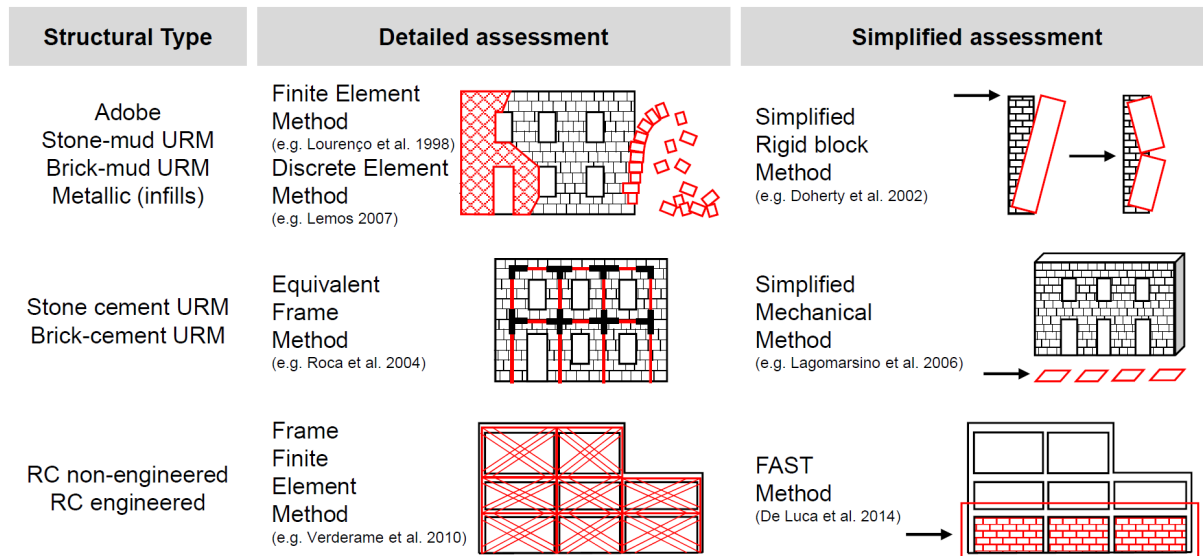 Structural Type
Detailed assessment
Simplified assessment
Adobe
Stone-mud URM
Brick-mud URM
Metallic (infills)
Finite Element
Method
(e.g. Lourenço et al. 1998)
Discrete Element
Method
(e.g. Lemos 2007)
Simplified
Rigid block
Method
(e.g. Doherty et al. 2002)
Stone cement URM
Brick-cement URM
Equivalent
Frame
Method
(e.g. Roca et al. 2004)
Simplified
Mechanical
Method
(e.g. Lagomarsino et al. 2006)
RC non-engineered
RC engineered
Frame
Finite
Element
Method
(e.g. Verderame et al. 2010)
FAST
Method
(De Luca et al. 2014)